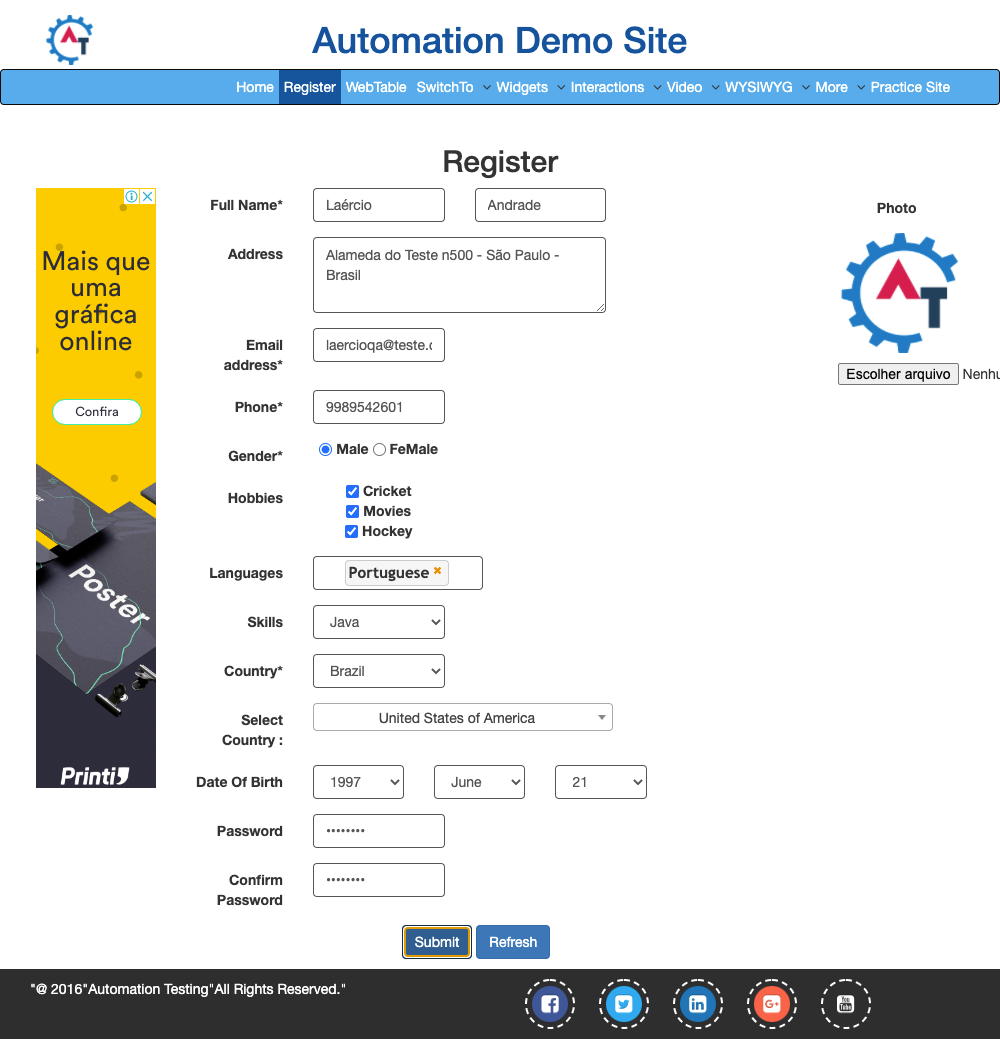 Automation Demo Site
Home Register WebTable SwitchTo Widgets Interactions Video WYSIWYG More Practice Site
Register
Mais que
uma
gráfica
online
Confira
Poster
Printi
Full Name* Laércio Andrade
Address Alameda do Teste n500 - São Paulo -
Brasil
Email
address* laercioqa@teste.
Phone* 9989542601
Gender* Male FeMale
Hobbies Cricket
Movies
Hockey
Languages Portuguese
Skills Java
Country* Brazil
Select
Country : United States of America
Date Of Birth 1997 June 21
Password ••••••••
Confirm
Password ••••••••
Submit Refresh
Photo
AT
Escolher arquivo
"@ 2016"Automation Testing"All Rights Reserved."